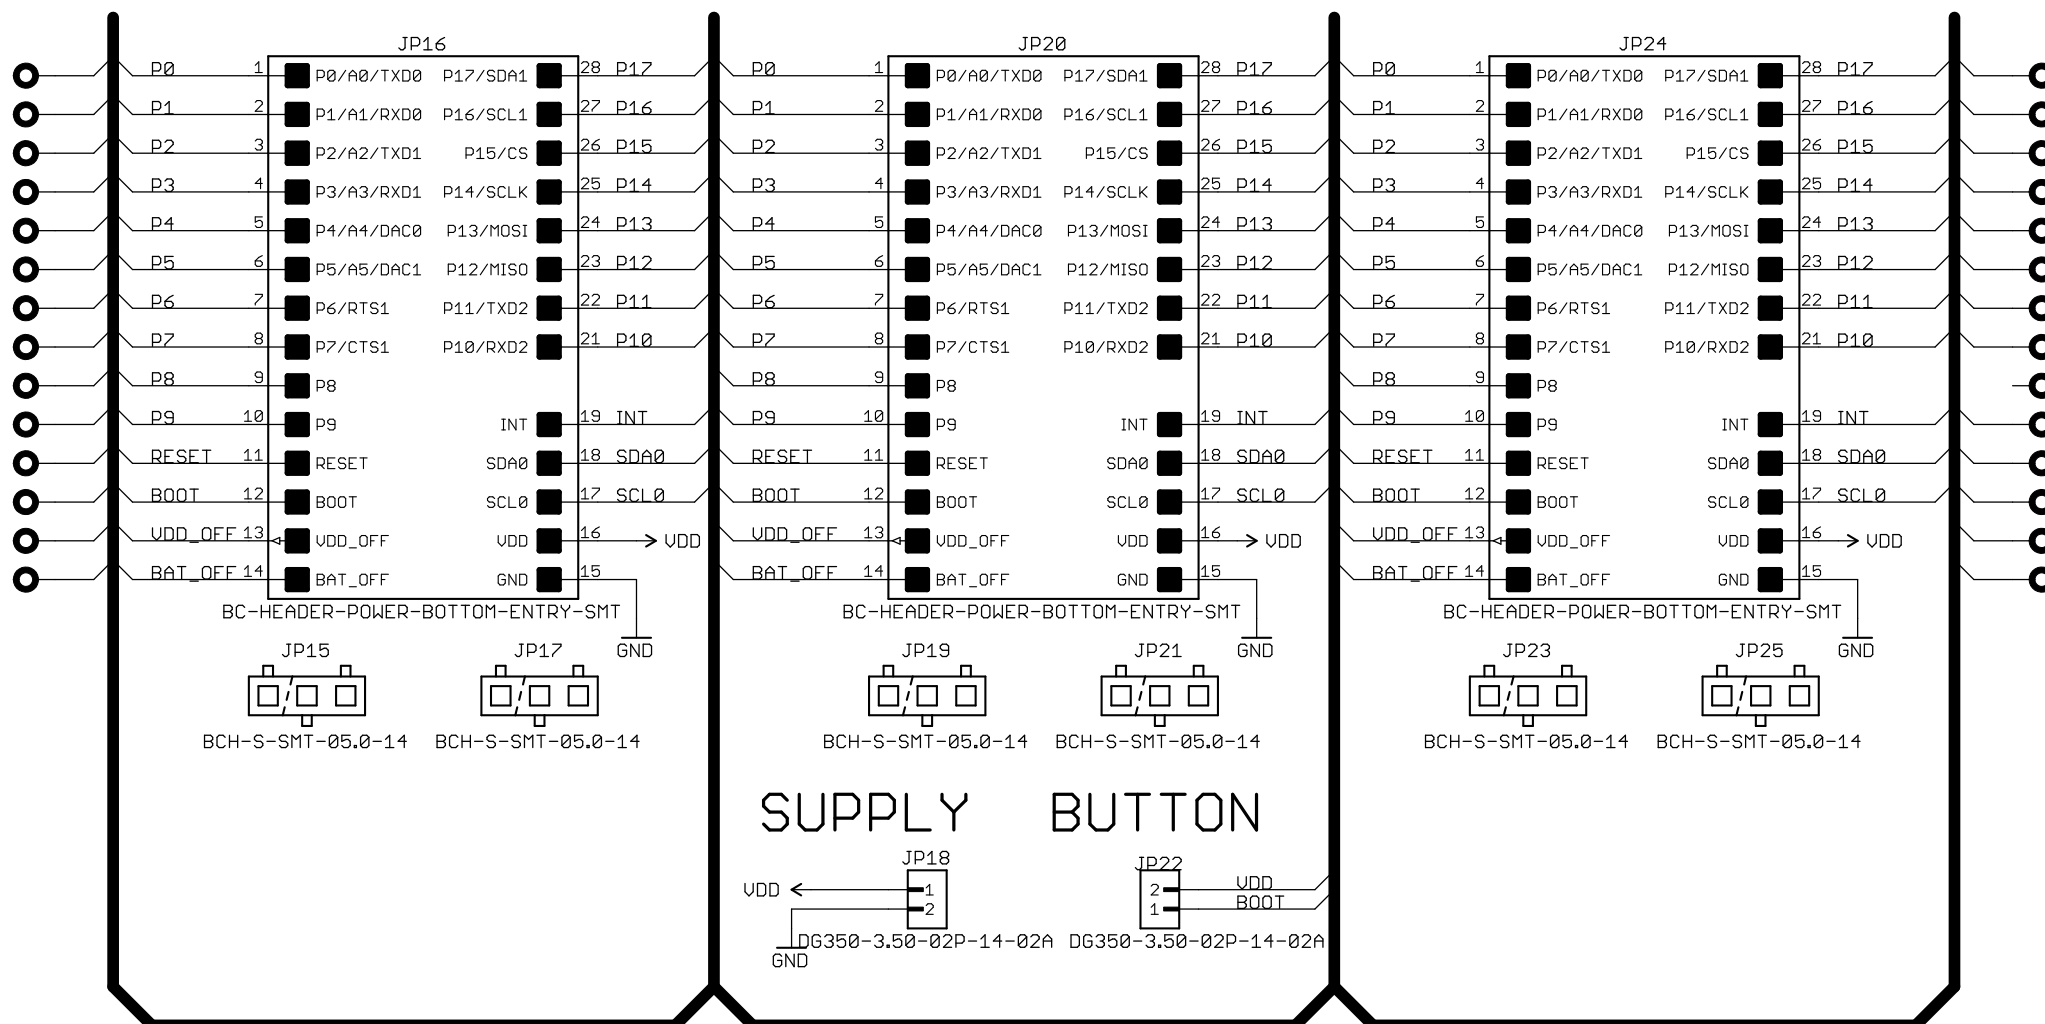 JP16 JP20 JP24
P0 1 P0/A0/TXD0 P17/SDA1 28 P17 P0 1 P0/A0/TXD0 P17/SDA1 28 P17 P0 1 P0/A0/TXD0 P17/SDA1 28 P17
P1 2 P1/A1/RXD0 P16/SCL1 27 P16 P1 2 P1/A1/RXD0 P16/SCL1 27 P16 P1 2 P1/A1/RXD0 P16/SCL1 27 P16
P2 3 P2/A2/TXD1 P15/CS 26 P15 P2 3 P2/A2/TXD1 P15/CS 26 P15 P2 3 P2/A2/TXD1 P15/CS 26 P15
P3 4 P3/A3/RXD1 P14/SCLK 25 P14 P3 4 P3/A3/RXD1 P14/SCLK 25 P14 P3 4 P3/A3/RXD1 P14/SCLK 25 P14
P4 5 P4/A4/DAC0 P13/MOSI 24 P13 P4 5 P4/A4/DAC0 P13/MOSI 24 P13 P4 5 P4/A4/DAC0 P13/MOSI 24 P13
P5 6 P5/A5/DAC1 P12/MISO 23 P12 P5 6 P5/A5/DAC1 P12/MISO 23 P12 P5 6 P5/A5/DAC1 P12/MISO 23 P12
P6 7 P6/RTS1 P11/TXD2 22 P11 P6 7 P6/RTS1 P11/TXD2 22 P11 P6 7 P6/RTS1 P11/TXD2 22 P11
P7 8 P7/CTS1 P10/RXD2 21 P10 P7 8 P7/CTS1 P10/RXD2 21 P10 P7 8 P7/CTS1 P10/RXD2 21 P10
P8 9 P8 P8 9 P8 P8 9 P8
P9 10 P9 INT 19 INT P9 10 P9 INT 19 INT P9 10 P9 INT 19 INT
RESET 11 RESET SDA0 18 SDA0 RESET 11 RESET SDA0 18 SDA0 RESET 11 RESET SDA0 18 SDA0
BOOT 12 BOOT SCL0 17 SCL0 BOOT 12 BOOT SCL0 17 SCL0 BOOT 12 BOOT SCL0 17 SCL0
VDD_OFF 13 VDD_OFF VDD 16 VDD VDD_OFF 13 VDD_OFF VDD 16 VDD VDD_OFF 13 VDD_OFF VDD 16 VDD
BAT_OFF 14 BAT_OFF GND 15 BAT_OFF 14 BAT_OFF GND 15 BAT_OFF 14 BAT_OFF GND 15
BC-HEADER-POWER-BOTTOM-ENTRY-SMT BC-HEADER-POWER-BOTTOM-ENTRY-SMT BC-HEADER-POWER-BOTTOM-ENTRY-SMT
JP15 JP17 GND JP19 JP21 GND JP23 JP25 GND
BCH-S-SMT-05.0-14 BCH-S-SMT-05.0-14 BCH-S-SMT-05.0-14 BCH-S-SMT-05.0-14 BCH-S-SMT-05.0-14 BCH-S-SMT-05.0-14
SUPPLY BUTTON
JP18 JP22
VDD 1 2 VDD
2 1 BOOT
DG350-3.50-02P-14-02A DG350-3.50-02P-14-02A
GND